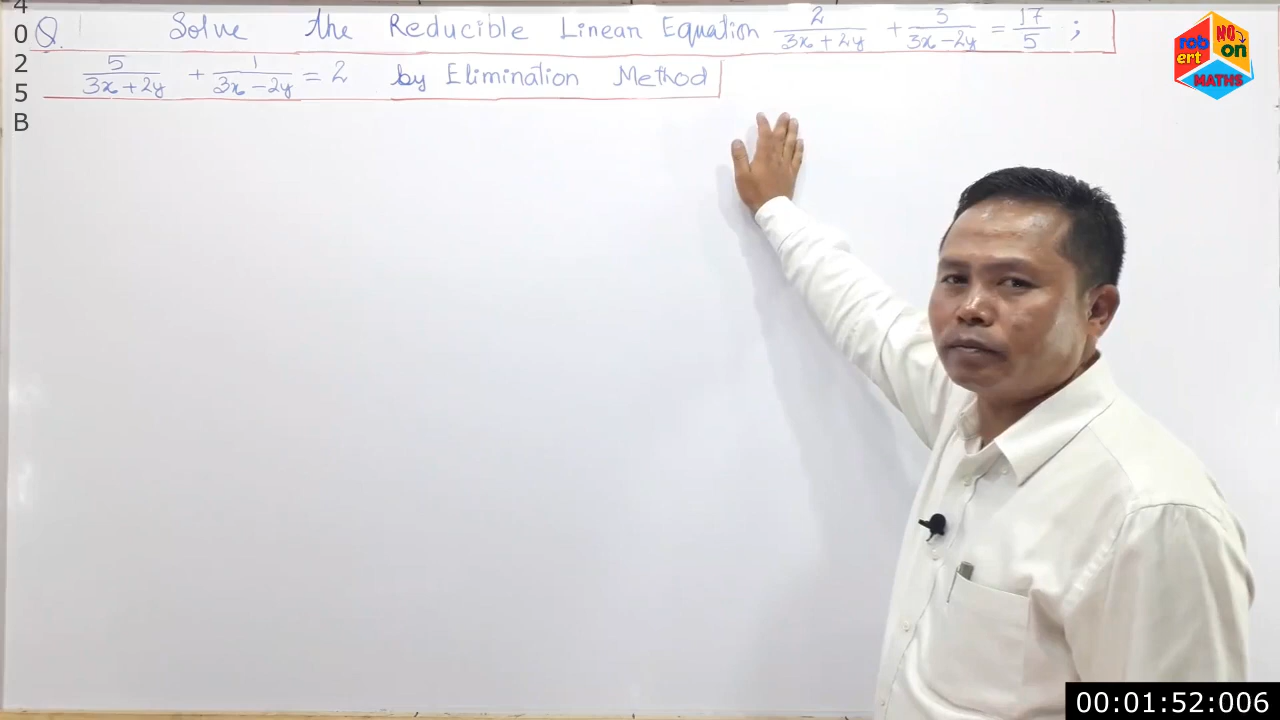 4
0
2
5
B
Q. Solve the Reducible Linear Equation 2/(3x+2y) + 3/(3x-2y) = 17/5 ;
5/(3x+2y) + 1/(3x-2y) = 2 by Elimination Method
rob ert NO on MATHS
00:01:52:006